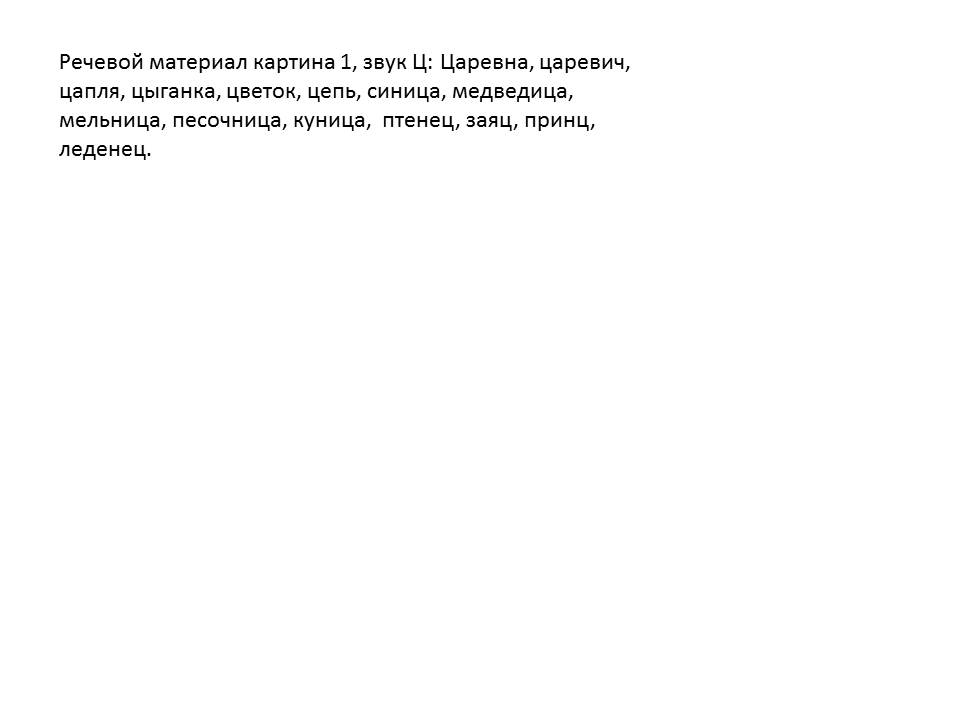 Речевой материал картина 1, звук Ц: Царевна, царевич,
цапля, цыганка, цветок, цепь, синица, медведица,
мельница, песочница, куница,  птенец, заяц, принц,
леденец.